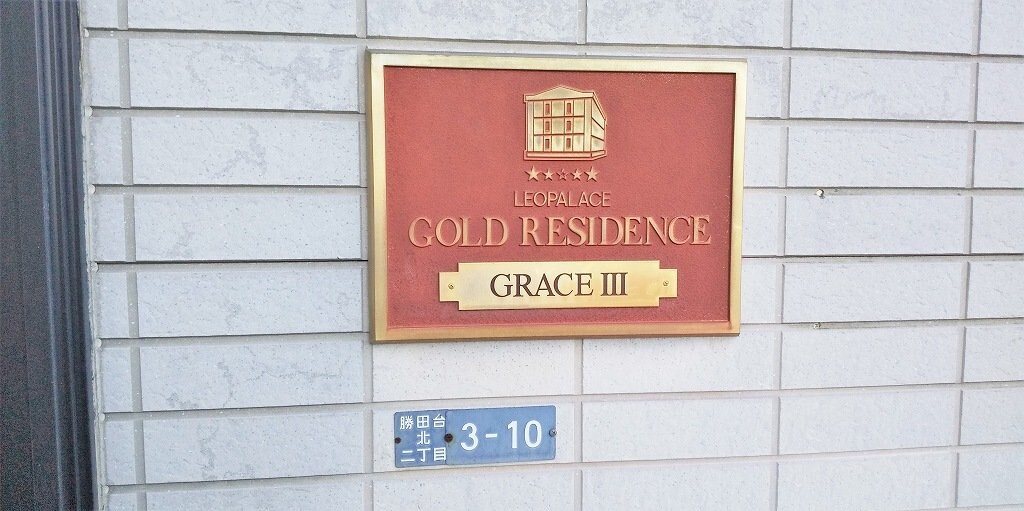 LEOPALACE
GOLD RESIDENCE
GRACE III
勝田台
北
二丁目
3-10